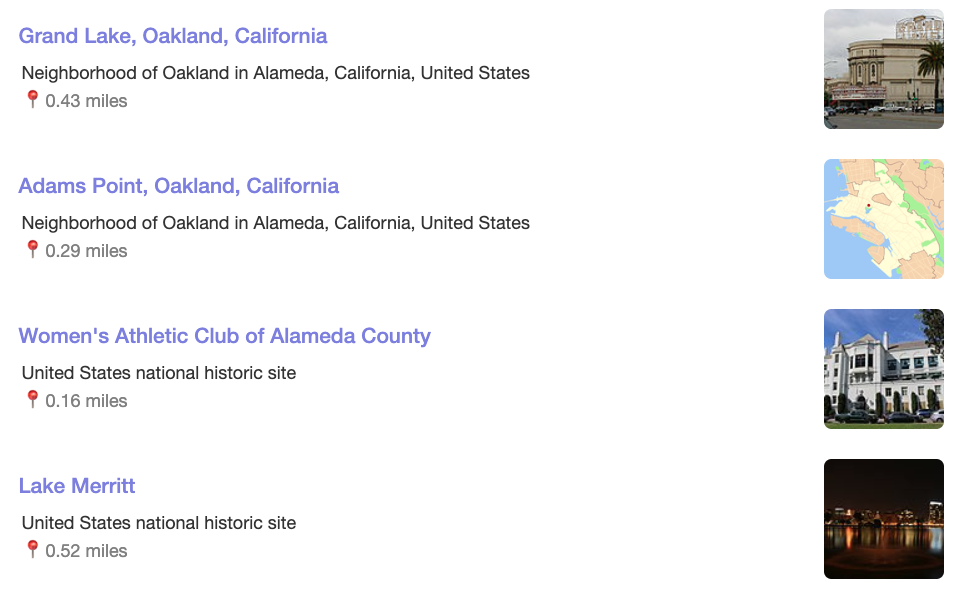 Grand Lake, Oakland, California
Neighborhood of Oakland in Alameda, California, United States
0.43 miles
Adams Point, Oakland, California
Neighborhood of Oakland in Alameda, California, United States
0.29 miles
Women's Athletic Club of Alameda County
United States national historic site
0.16 miles
Lake Merritt
United States national historic site
0.52 miles